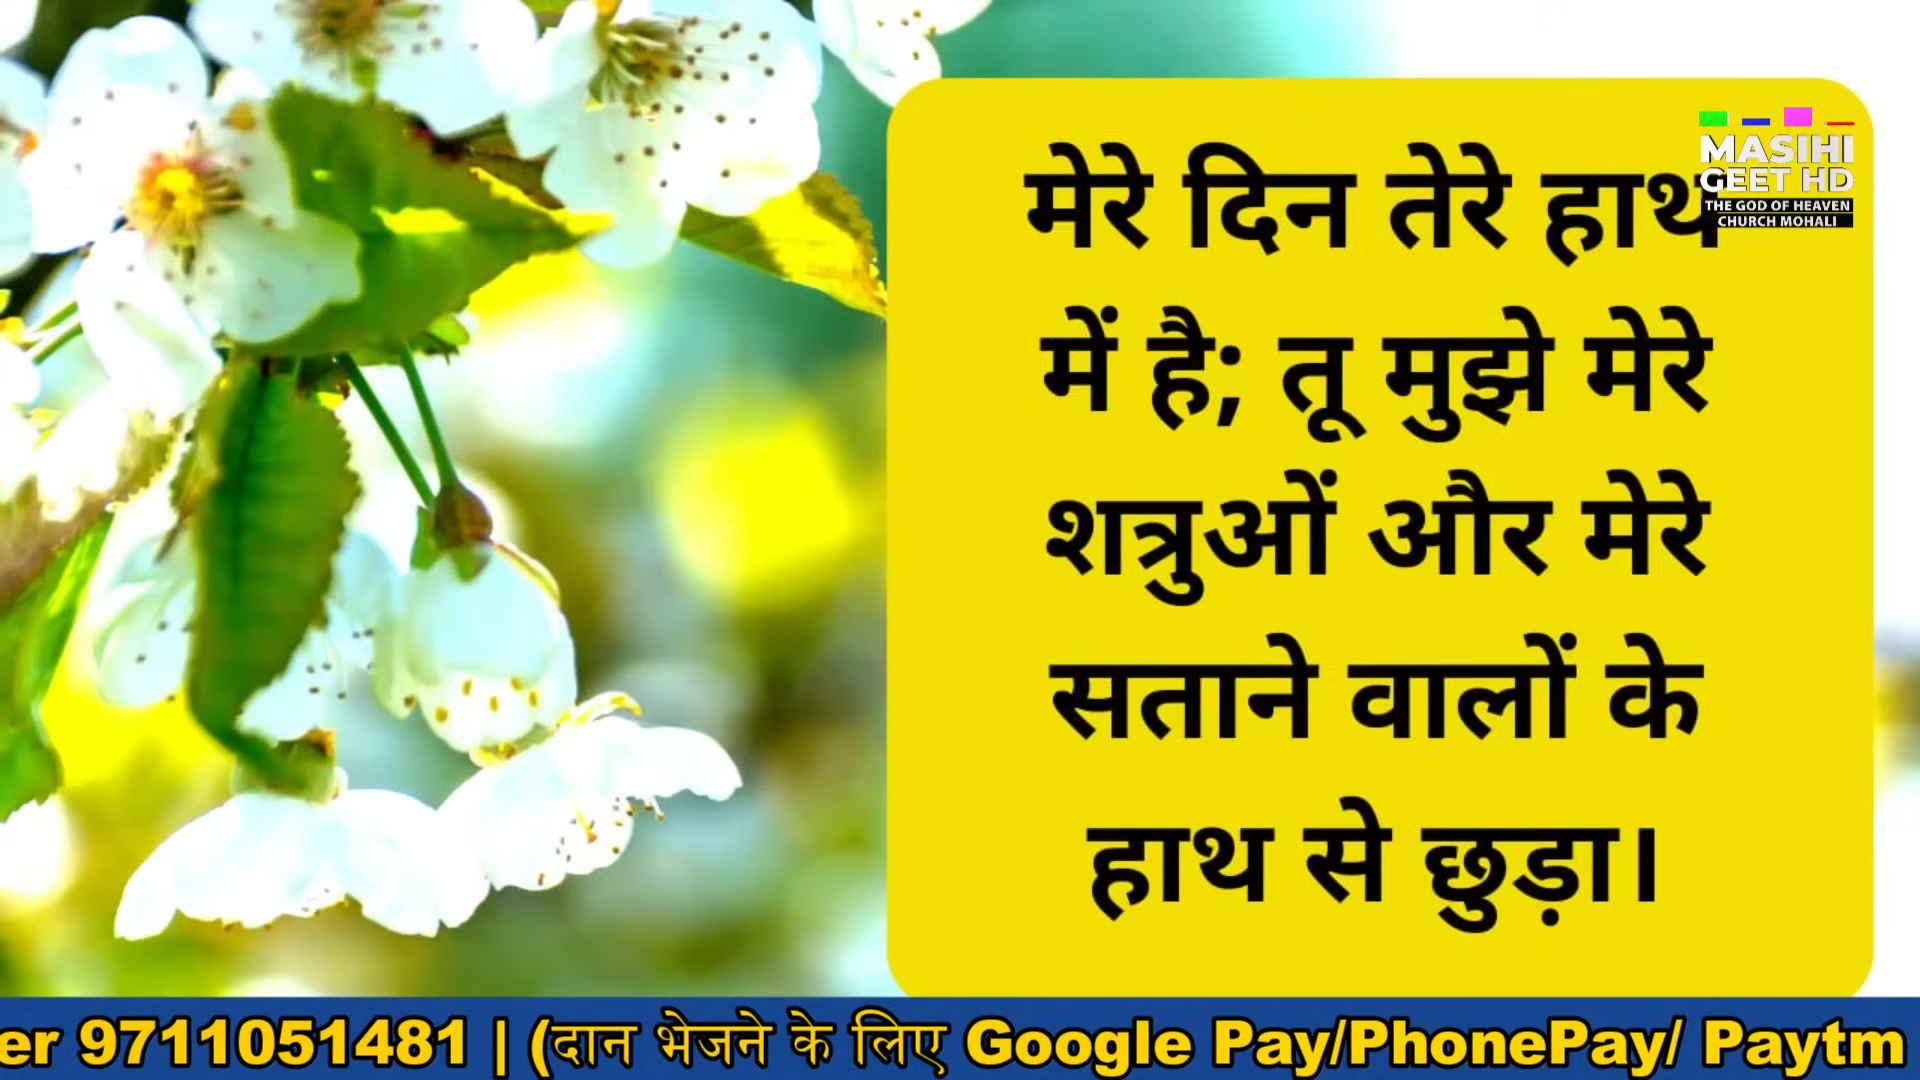 मेरे दिन तेरे हाथ
में है; तू मुझे मेरे
शत्रुओं और मेरे
सताने वालों के
हाथ से छुड़ा।
MASIHI
GEET HD
THE GOD OF HEAVEN
CHURCH MOHALI
er 9711051481 | (दान भेजने के लिए Google Pay/PhonePay/ Paytm